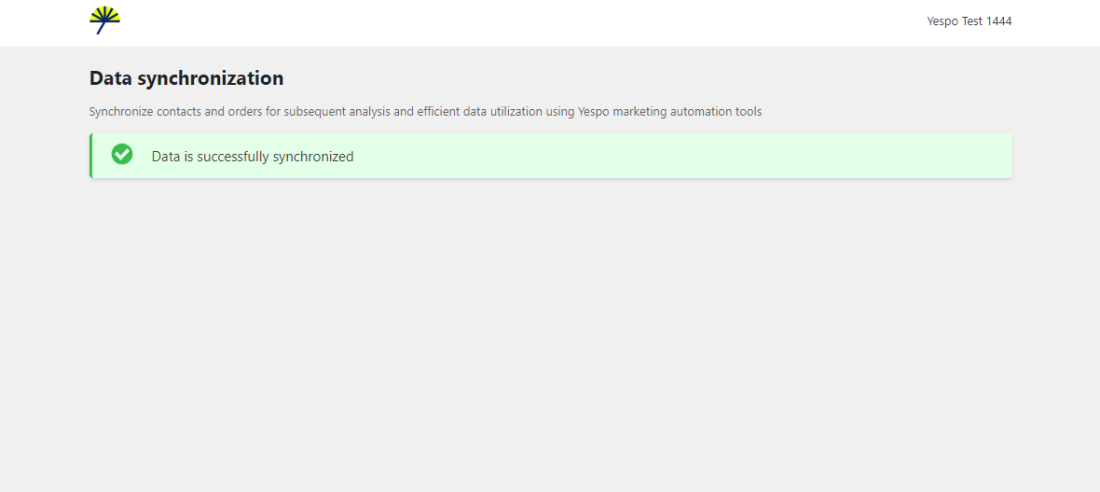 Yespo Test 1444
Data synchronization
Synchronize contacts and orders for subsequent analysis and efficient data utilization using Yespo marketing automation tools
Data is successfully synchronized